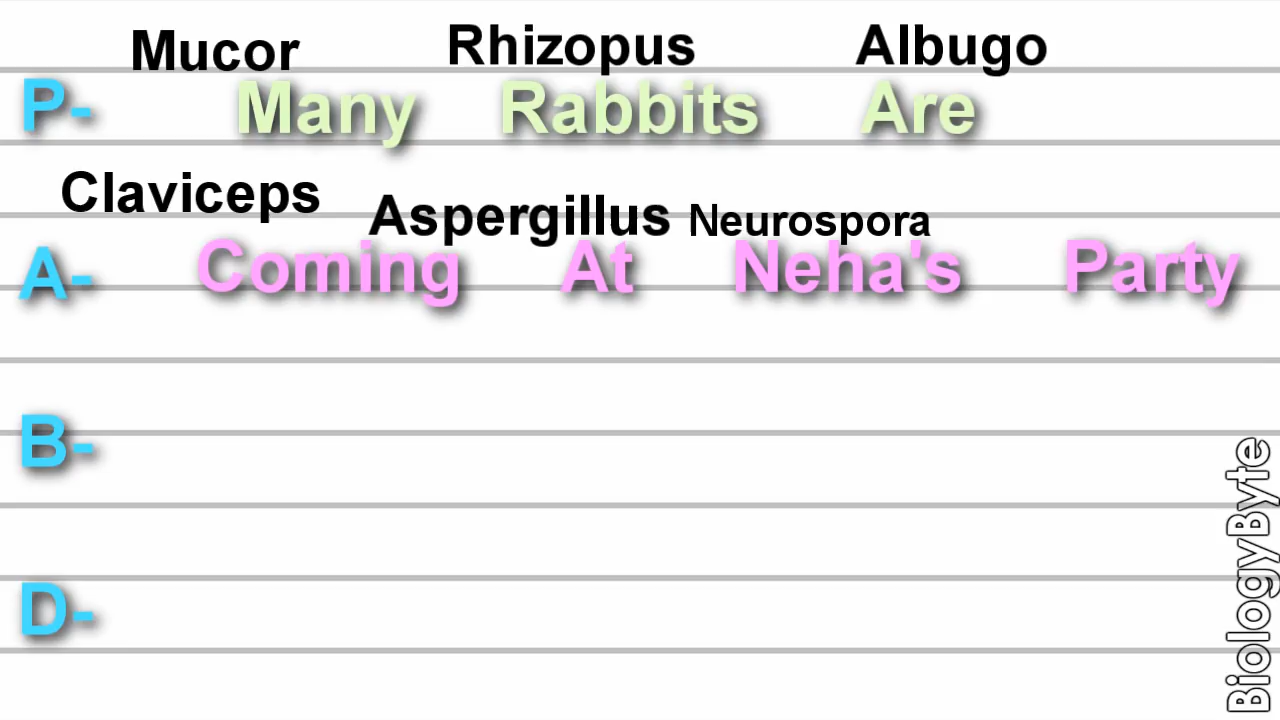 Mucor Rhizopus Albugo
P- Many Rabbits Are
Claviceps Aspergillus Neurospora
A- Coming At Neha's Party
B-
D-
BiologyByte